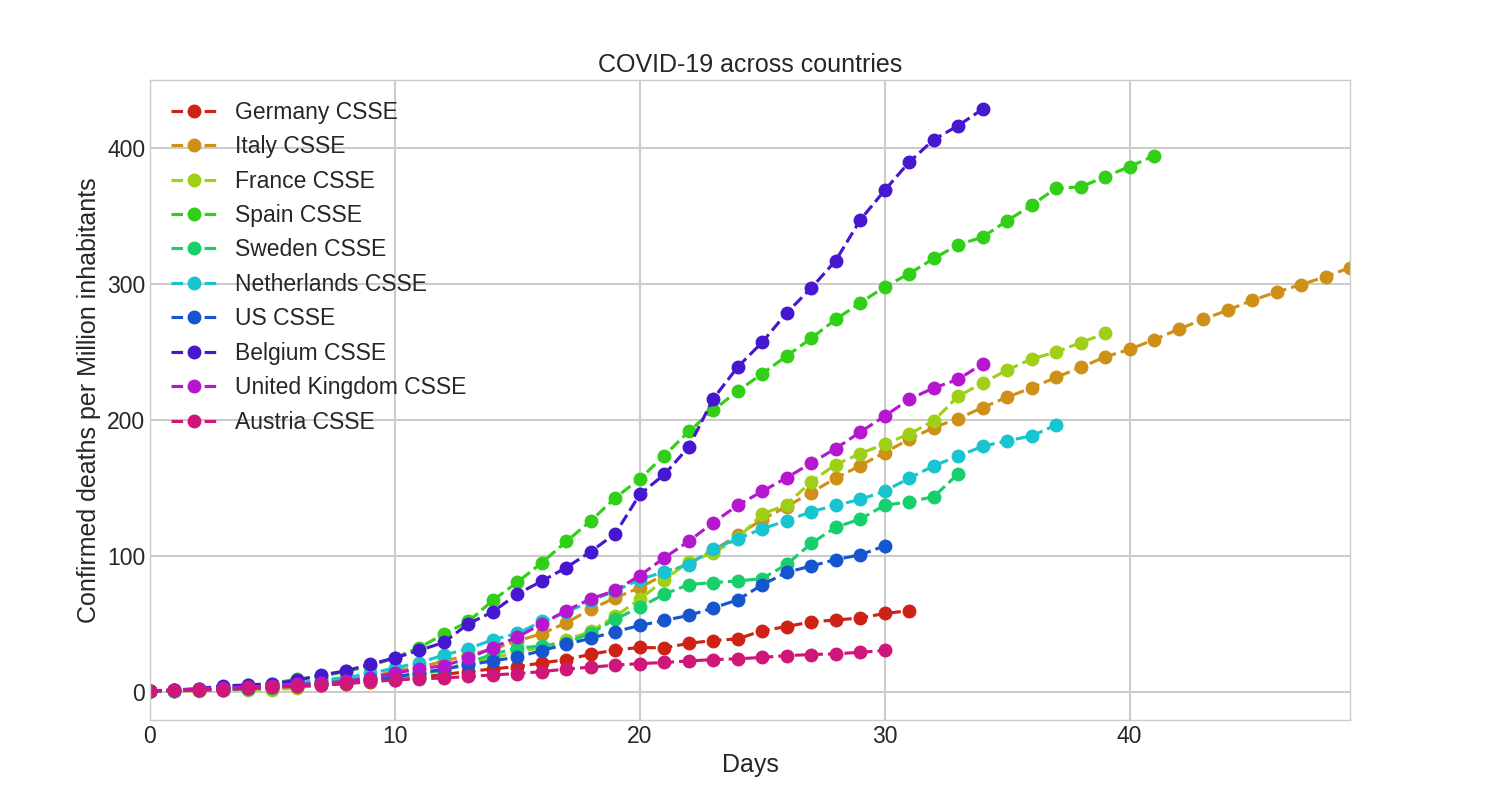 COVID-19 across countries
Germany CSSE
Italy CSSE
France CSSE
Spain CSSE
Sweden CSSE
Netherlands CSSE
US CSSE
Belgium CSSE
United Kingdom CSSE
Austria CSSE
Confirmed deaths per Million inhabitants
400
300
200
100
0
0 10 20 30 40
Days